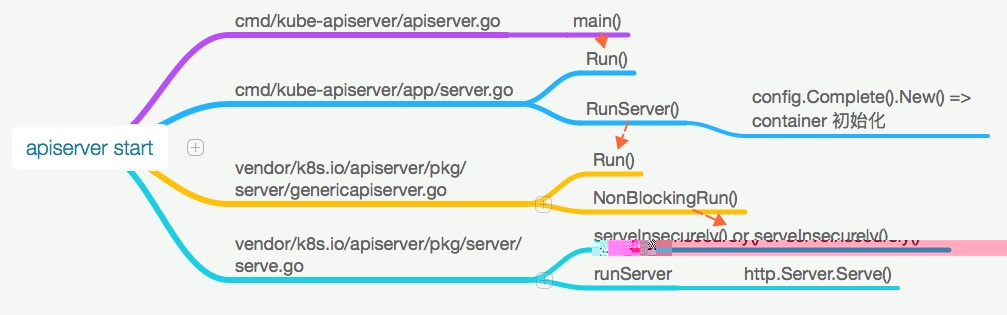 cmd/kube-apiserver/apiserver.go
main()
Run()
cmd/kube-apiserver/app/server.go
RunServer()
config.Complete().New() =>
container 初始化
apiserver start
vendor/k8s.io/apiserver/pkg/
server/genericapiserver.go
Run()
NonBlockingRun()
vendor/k8s.io/apiserver/pkg/server/
serve.go
serveInsecurely() or serveInsecurely()
runServer
http.Server.Serve()